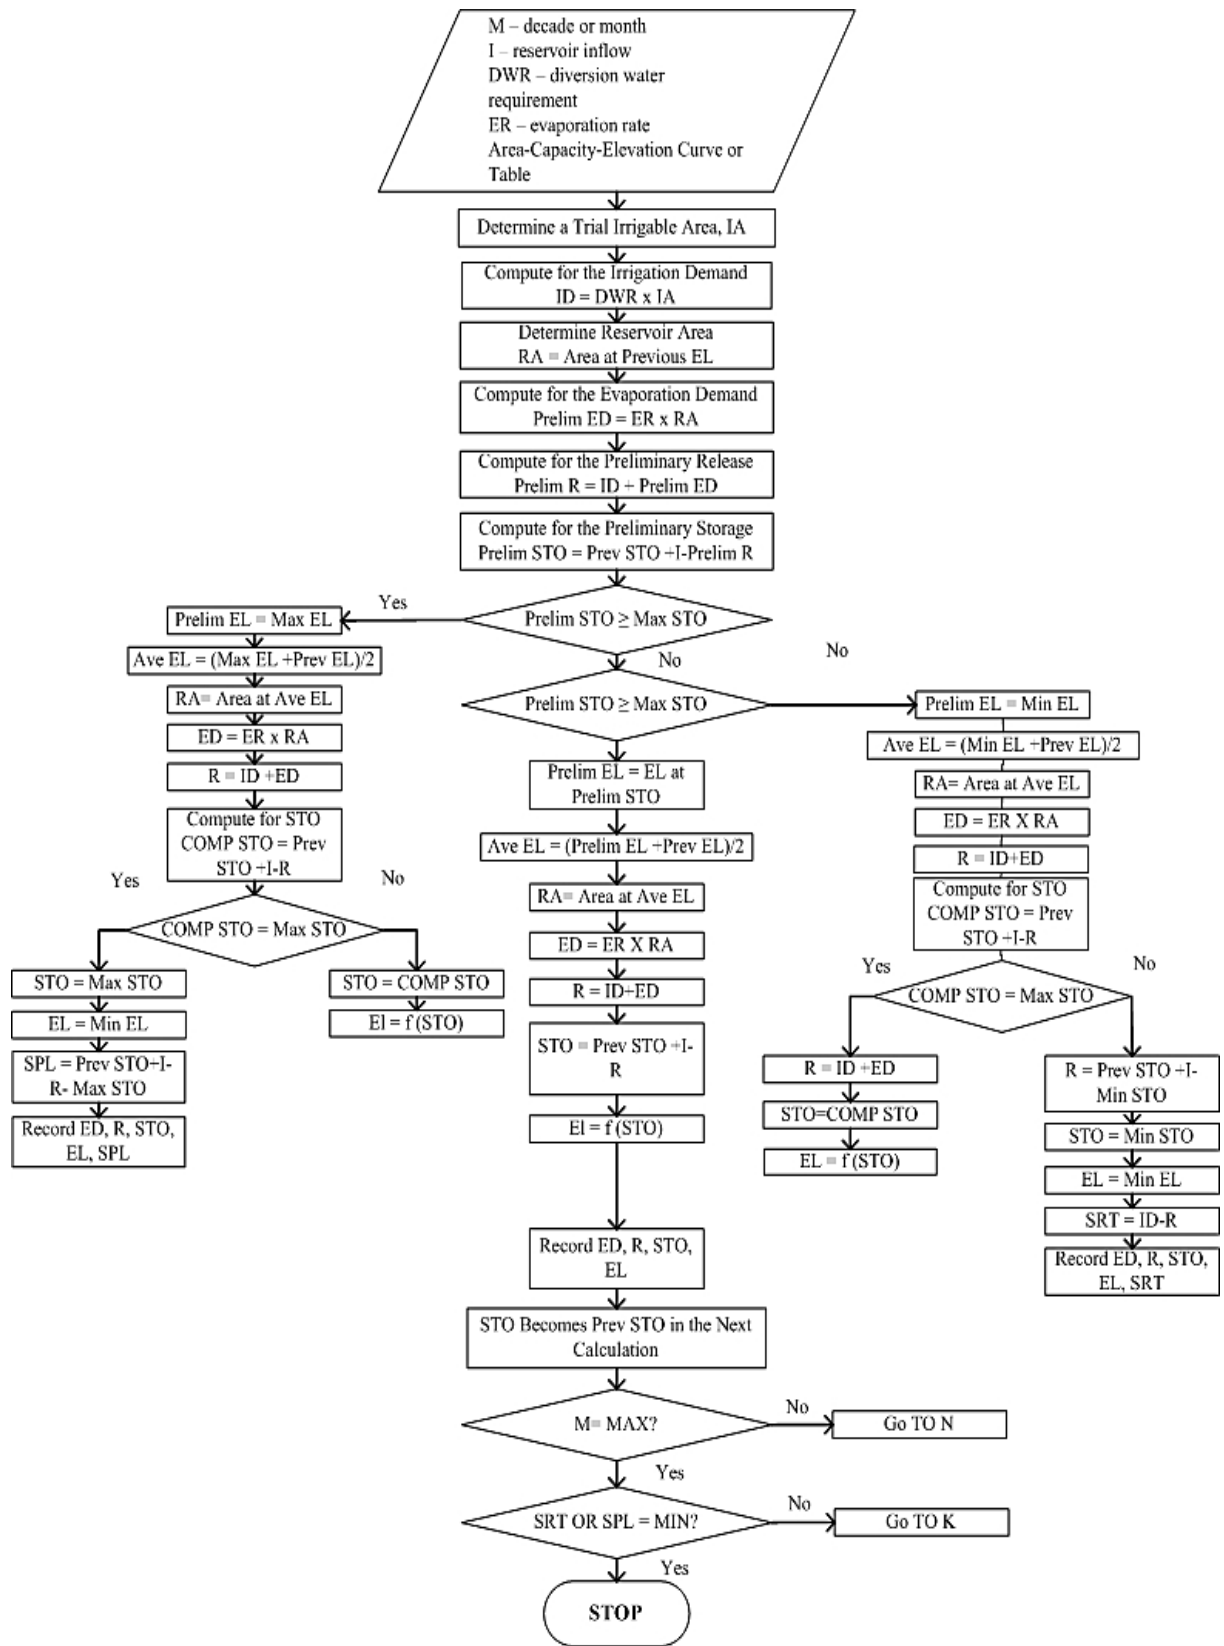 M – decade or month
I – reservoir inflow
DWR – diversion water
requirement
ER – evaporation rate
Area-Capacity-Elevation Curve or
Table
Determine a Trial Irrigable Area, IA
Compute for the Irrigation Demand
ID = DWR x IA
Determine Reservoir Area
RA = Area at Previous EL
Compute for the Evaporation Demand
Prelim ED = ER x RA
Compute for the Preliminary Release
Prelim R = ID + Prelim ED
Compute for the Preliminary Storage
Prelim STO = Prev STO +I-Prelim R
Prelim STO ≥ Max STO
Yes
No
No
Prelim EL = Max EL
Ave EL = (Max EL +Prev EL)/2
RA= Area at Ave EL
ED = ER x RA
R = ID +ED
Compute for STO
COMP STO = Prev
STO +I-R
Yes
No
COMP STO = Max STO
STO = Max STO
EL = Min EL
SPL = Prev STO+I-
R- Max STO
Record ED, R, STO,
EL, SPL
STO = COMP STO
El = f (STO)
Prelim STO ≥ Max STO
Prelim EL = EL at
Prelim STO
Ave EL = (Prelim EL +Prev EL)/2
RA= Area at Ave EL
ED = ER X RA
R = ID+ED
STO = Prev STO +I-
R
El = f (STO)
Record ED, R, STO,
EL
Prelim EL = Min EL
Ave EL = (Min EL +Prev EL)/2
RA= Area at Ave EL
ED = ER X RA
R = ID+ED
Compute for STO
COMP STO = Prev
STO +I-R
Yes
No
COMP STO = Max STO
R = ID +ED
STO=COMP STO
EL = f (STO)
R = Prev STO +I-
Min STO
STO = Min STO
EL = Min EL
SRT = ID-R
Record ED, R, STO,
EL, SRT
STO Becomes Prev STO in the Next
Calculation
M= MAX?
No
Go TO N
Yes
SRT OR SPL = MIN?
No
Go TO K
Yes
STOP